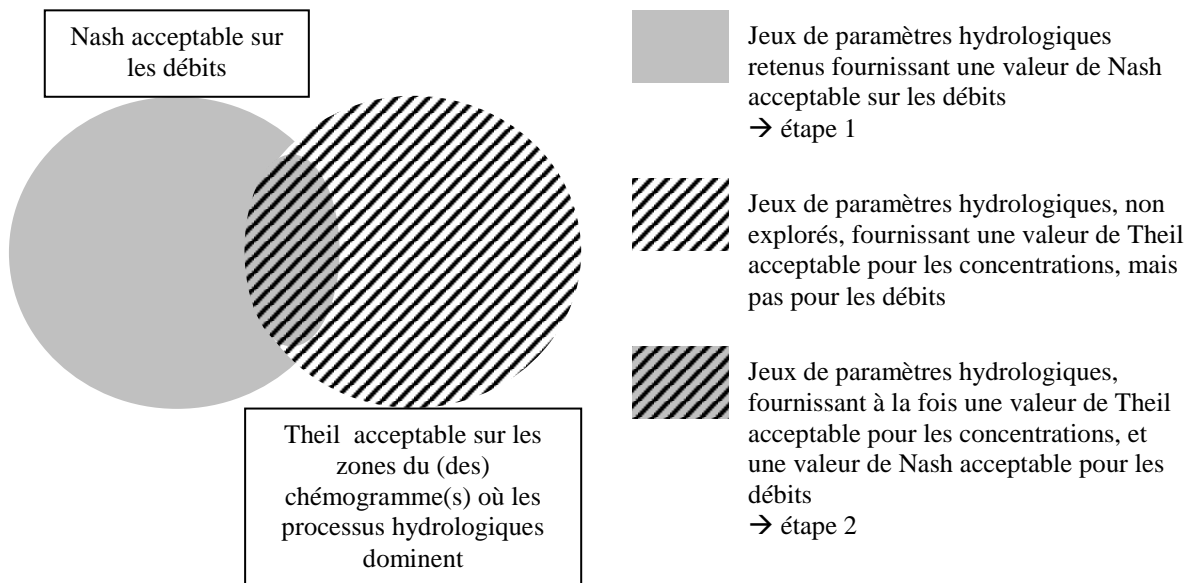 Nash acceptable sur
les débits
Theil acceptable sur les
zones du (des)
chémogramme(s) où les
processus hydrologiques
dominent
Jeux de paramètres hydrologiques
retenus fournissant une valeur de Nash
acceptable sur les débits
→ étape 1
Jeux de paramètres hydrologiques, non
explorés, fournissant une valeur de Theil
acceptable pour les concentrations, mais
pas pour les débits
Jeux de paramètres hydrologiques,
fournissant à la fois une valeur de Theil
acceptable pour les concentrations, et
une valeur de Nash acceptable pour les
débits
→ étape 2